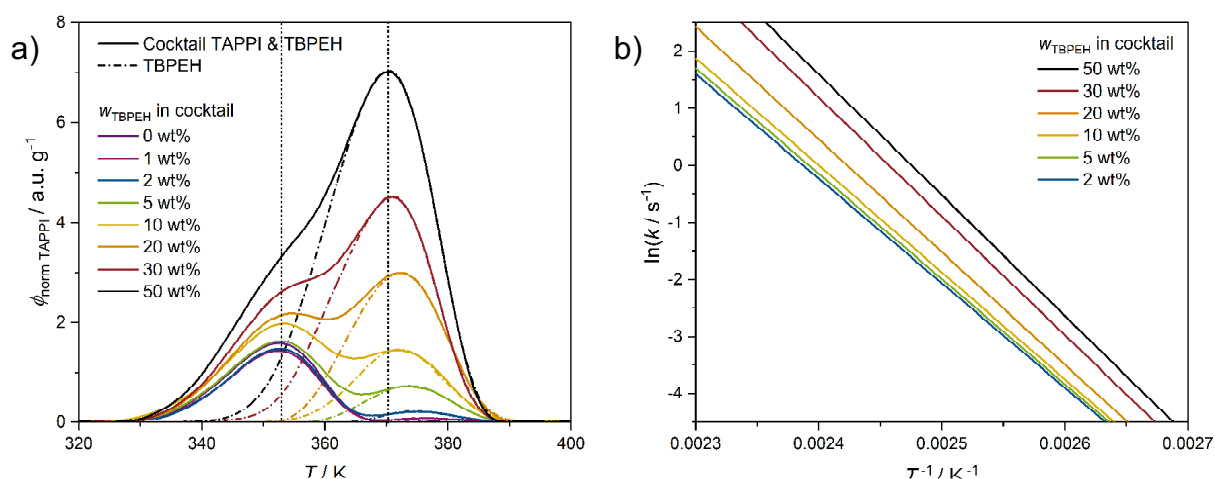 a)
ϕnorm TAPPI / a.u. g⁻¹
8
6
4
2
0
Cocktail TAPPI & TBPEH
TBPEH
wTBPEH in cocktail
0 wt%
1 wt%
2 wt%
5 wt%
10 wt%
20 wt%
30 wt%
50 wt%
320 340 360 380 400
T / K
b)
ln(k / s⁻¹)
2
1
0
-1
-2
-3
-4
wTBPEH in cocktail
50 wt%
30 wt%
20 wt%
10 wt%
5 wt%
2 wt%
0.0023 0.0024 0.0025 0.0026 0.0027
T⁻¹ / K⁻¹